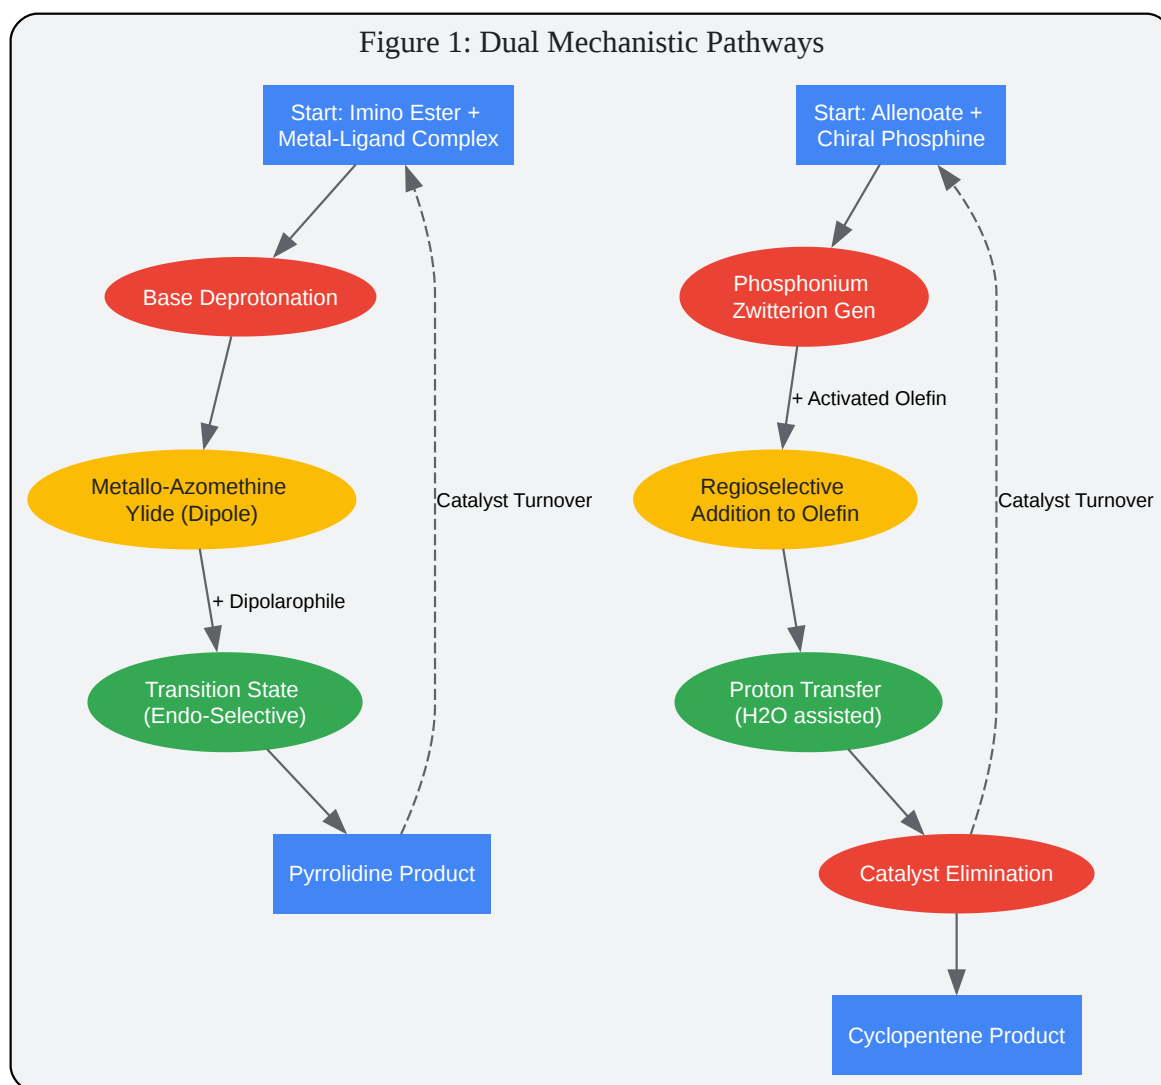 Figure 1: Dual Mechanistic Pathways
Start: Imino Ester +
Metal-Ligand Complex
Base Deprotonation
Metallo-Azomethine
Ylide (Dipole)
+ Dipolarophile
Transition State
(Endo-Selective)
Pyrrolidine Product
Catalyst Turnover
Start: Allenoate +
Chiral Phosphine
Phosphonium
Zwitterion Gen
+ Activated Olefin
Regioselective
Addition to Olefin
Proton Transfer
(H2O assisted)
Catalyst Elimination
Cyclopentene Product
Catalyst Turnover